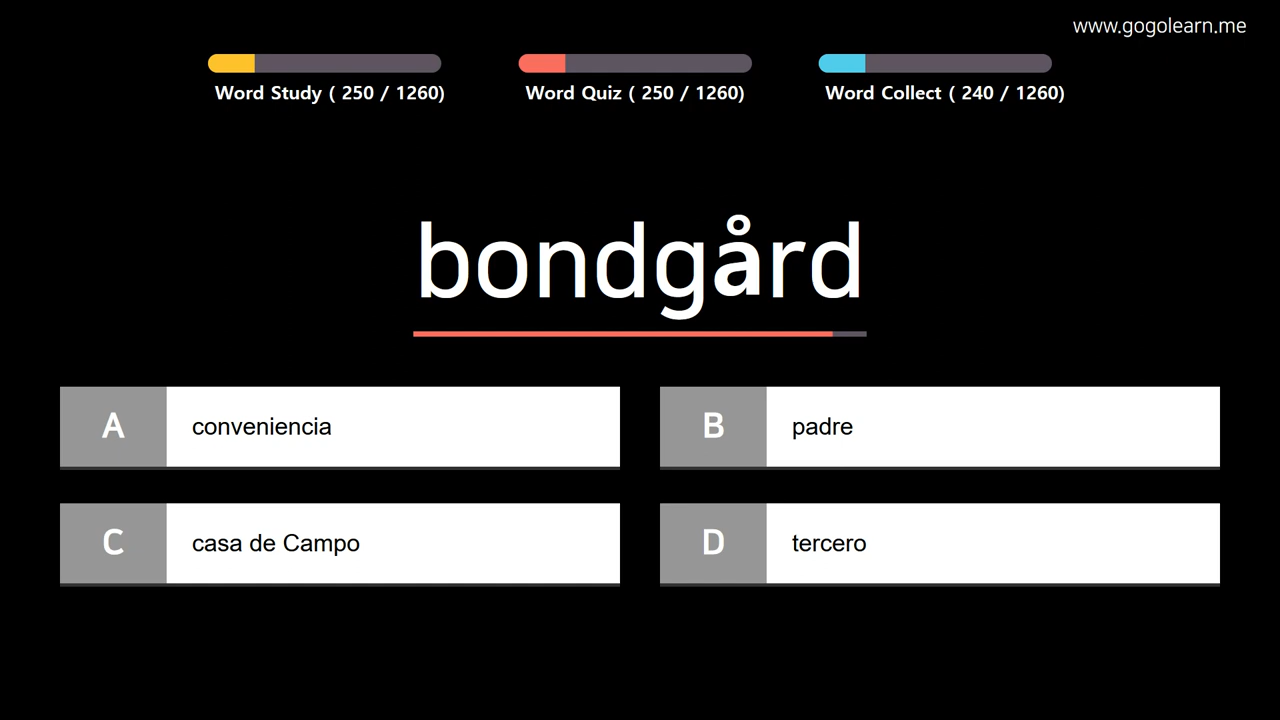 www.gogolearn.me
Word Study ( 250 / 1260)
Word Quiz ( 250 / 1260)
Word Collect ( 240 / 1260)
bondgård
A
conveniencia
B
padre
C
casa de Campo
D
tercero